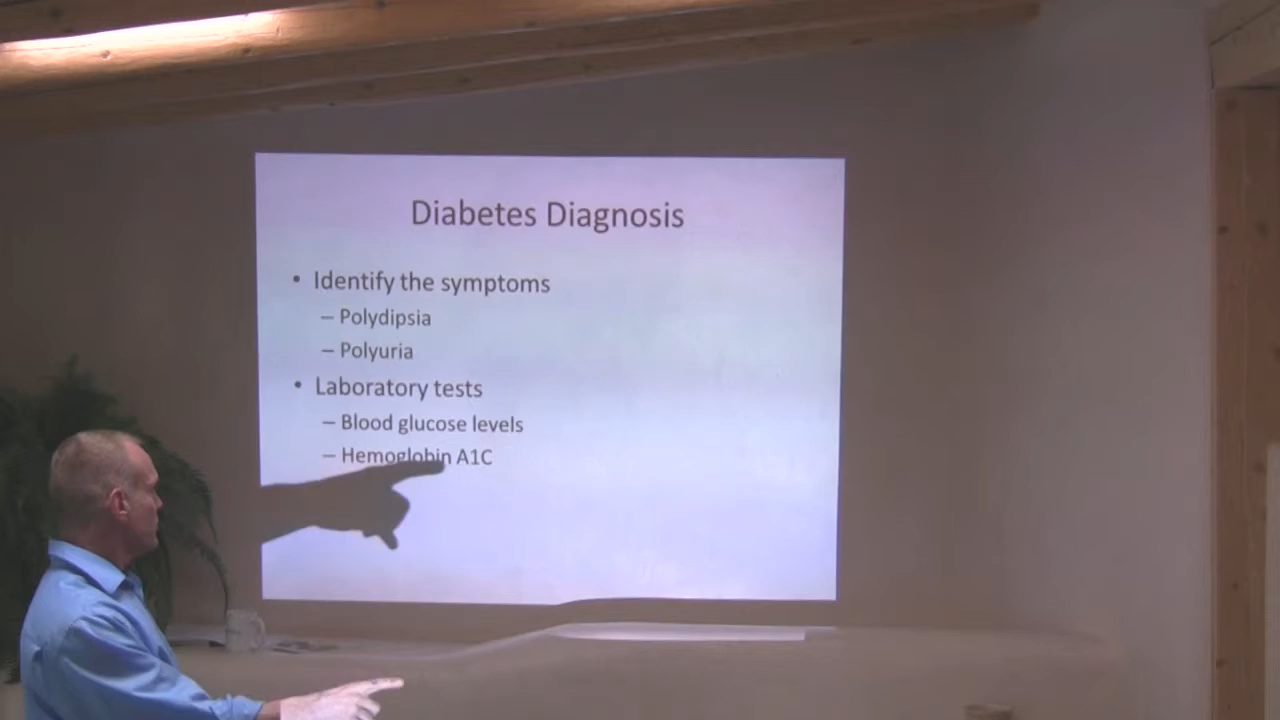 Diabetes Diagnosis
• Identify the symptoms
– Polydipsia
– Polyuria
• Laboratory tests
– Blood glucose levels
– Hemoglobin A1C